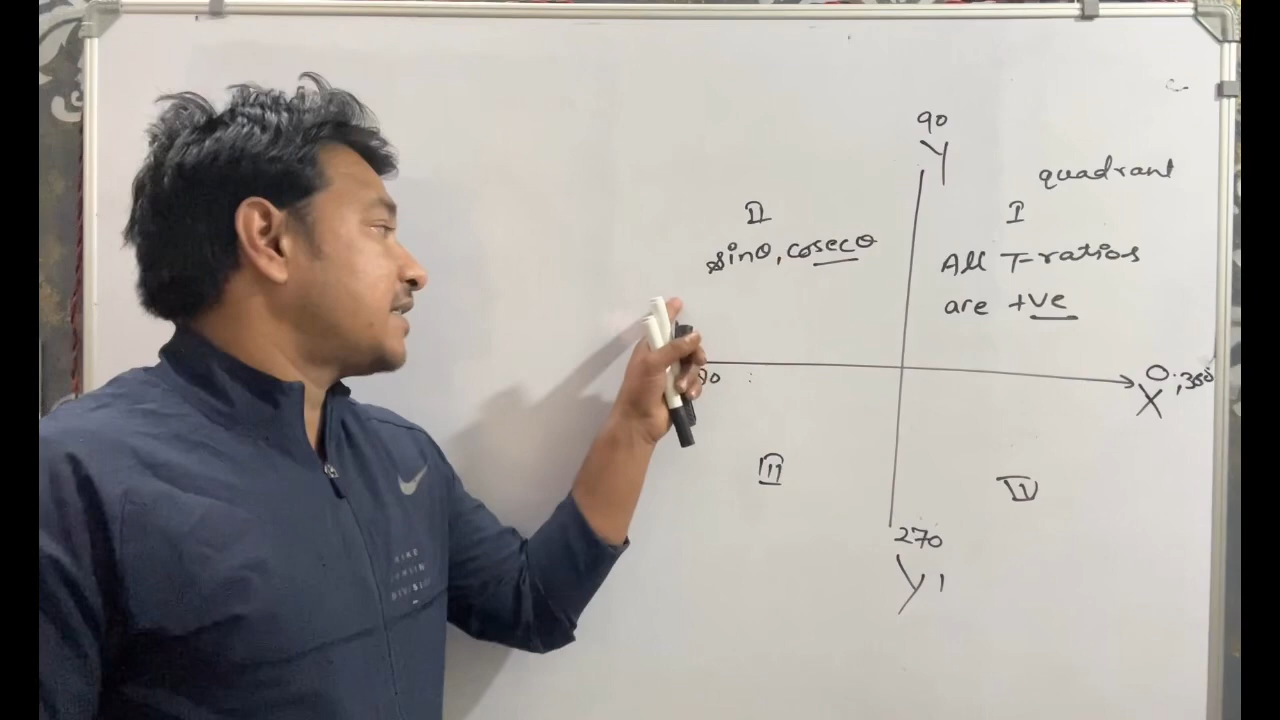 90
Y
quadrant
II
I
sinθ, cosecθ
All T-ratios
are +ve
0, 360
X
III
IV
270
Y'